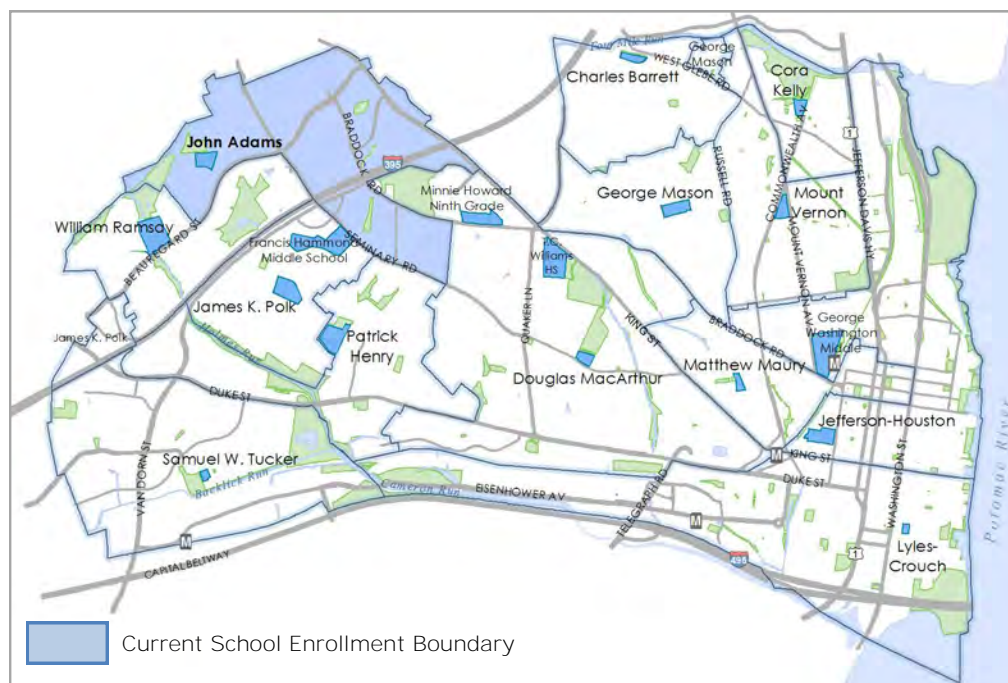 Four Mile Run
George
Mason
WEST GLEBE RD
Charles Barrett
Cora
Kelly
COMMONWEALTH AV
1
JEFFERSON DAVIS HY
John Adams
BRADDOCK RD
395
RUSSELL RD
Minnie Howard
Ninth Grade
George Mason
Mount
Vernon
William Ramsay
BEAUREGARD ST
Francis Hammond
Middle School
SEMINARY RD
T.C.
Williams
HS
MOUNT VERNON AV
James K. Polk
QUAKER LN
KING ST
BRADDOCK RD
George
Washington
Middle
M
James K. Polk
Holmes Run
Patrick
Henry
Douglas MacArthur
Matthew Maury
DUKE ST
Jefferson-Houston
Potomac River
M
KING ST
Samuel W. Tucker
Backlick Run
VAN DORN ST
Cameron Run
EISENHOWER AV
TELEGRAPH RD
DUKE ST
WASHINGTON ST
M
M
CAPITAL BELTWAY
495
1
Lyles-
Crouch
Current School Enrollment Boundary